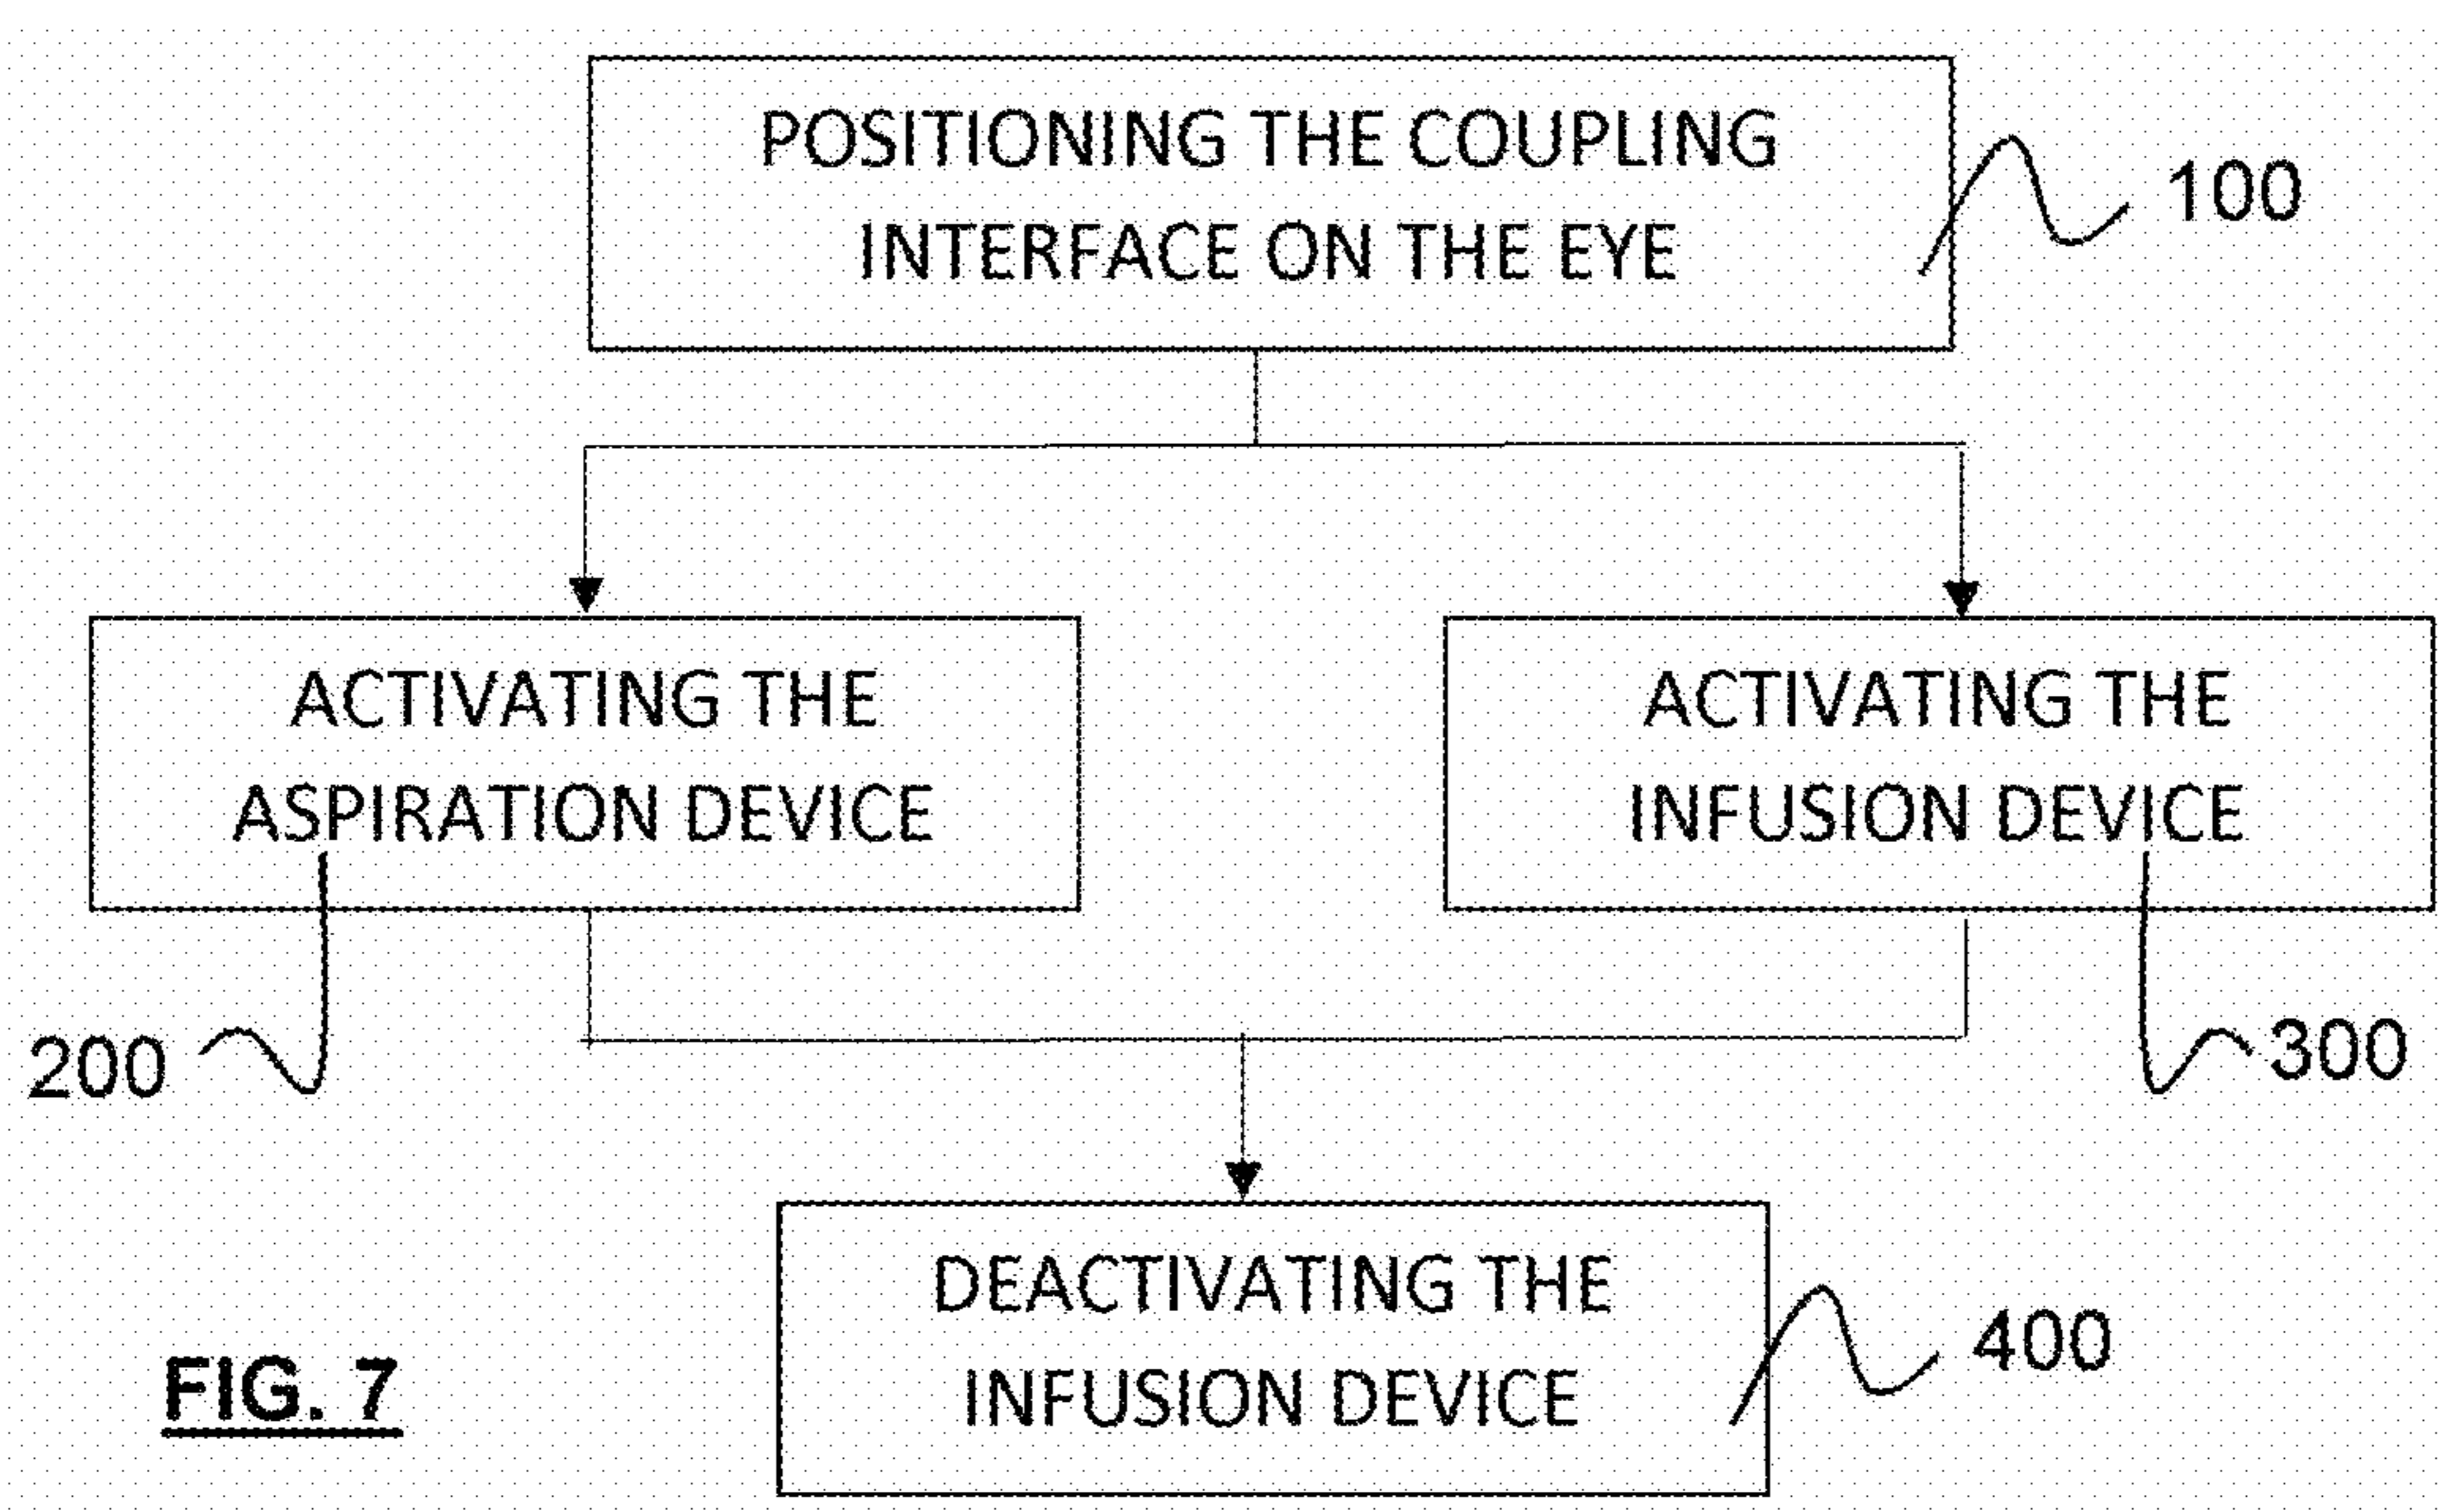 POSITIONING THE COUPLING
INTERFACE ON THE EYE
100
ACTIVATING THE
ASPIRATION DEVICE
200
ACTIVATING THE
INFUSION DEVICE
300
DEACTIVATING THE
INFUSION DEVICE
400
FIG. 7